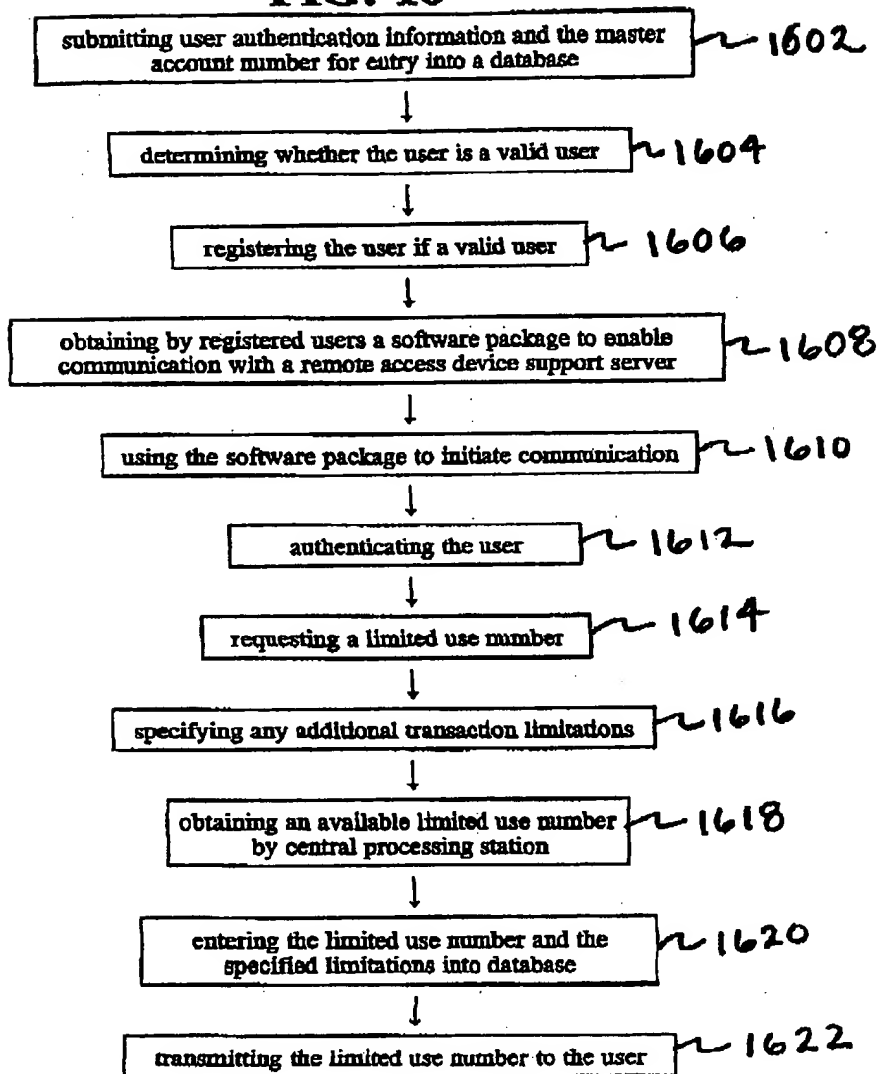 submitting user authentication information and the master
account number for entry into a database
1602
determining whether the user is a valid user
1604
registering the user if a valid user
1606
obtaining by registered users a software package to enable
communication with a remote access device support server
1608
using the software package to initiate communication
1610
authenticating the user
1612
requesting a limited use number
1614
specifying any additional transaction limitations
1616
obtaining an available limited use number
by central processing station
1618
entering the limited use number and the
specified limitations into database
1620
transmitting the limited use number to the user
1622